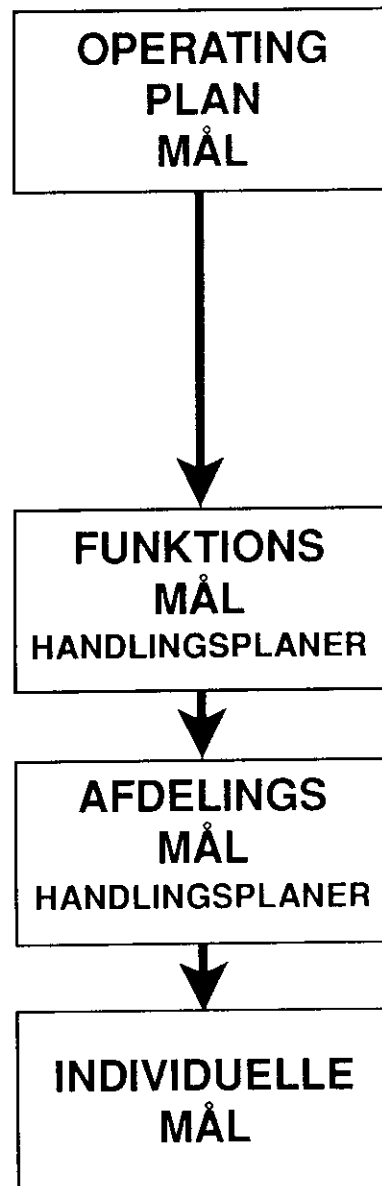 OPERATING
PLAN
MÅL
FUNKTIONS
MÅL
HANDLINGSPLANER
AFDELINGS
MÅL
HANDLINGSPLANER
INDIVIDUELLE
MÅL